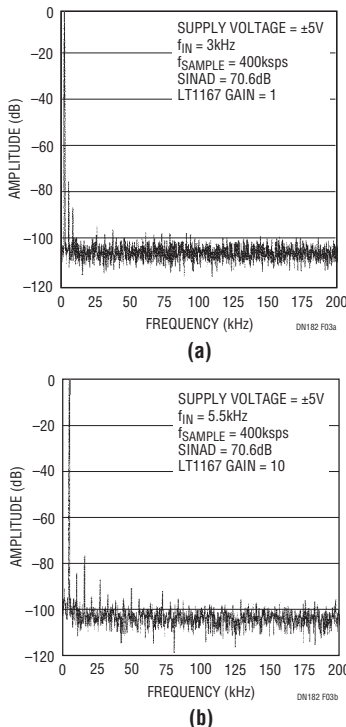 0
–20
–40
–60
–80
–100
–120
AMPLITUDE (dB)
SUPPLY VOLTAGE = ±5V
fIN = 3kHz
fSAMPLE = 400ksps
SINAD = 70.6dB
LT1167 GAIN = 1
0 25 50 75 100 125 150 175 200
FREQUENCY (kHz)
DN182 F03a
(a)
0
–20
–40
–60
–80
–100
–120
AMPLITUDE (dB)
SUPPLY VOLTAGE = ±5V
fIN = 5.5kHz
fSAMPLE = 400ksps
SINAD = 70.6dB
LT1167 GAIN = 10
0 25 50 75 100 125 150 175 200
FREQUENCY (kHz)
DN182 F03b
(b)